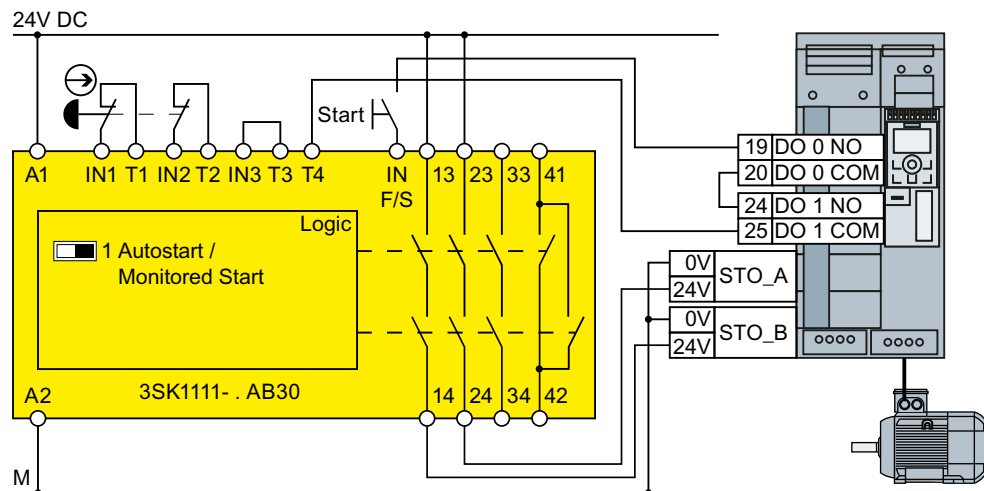 24V DC
Start
A1 IN1 T1 IN2 T2 IN3 T3 T4 IN F/S 13 23 33 41
Logic
1 Autostart /
Monitored Start
3SK1111- . AB30
A2 14 24 34 42
M
19 DO 0 NO
20 DO 0 COM
24 DO 1 NO
25 DO 1 COM
0V STO_A
24V
0V STO_B
24V